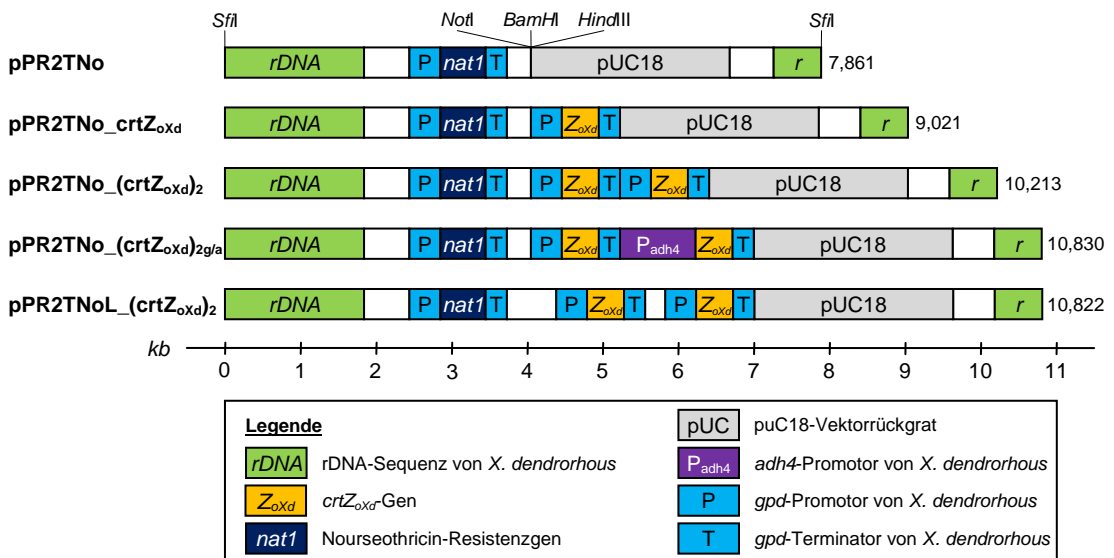 SfiI NotI BamHI HindIII SfiI
pPR2TNo rDNA P nat1 T pUC18 r 7,861
pPR2TNo_crtZoXd rDNA P nat1 T P ZoXd T pUC18 r 9,021
pPR2TNo_(crtZoXd)2 rDNA P nat1 T P ZoXd T P ZoXd T pUC18 r 10,213
pPR2TNo_(crtZoXd)2g/a rDNA P nat1 T P ZoXd T Padh4 ZoXd T pUC18 r 10,830
pPR2TNoL_(crtZoXd)2 rDNA P nat1 T P ZoXd T P ZoXd T pUC18 r 10,822
kb
0 1 2 3 4 5 6 7 8 9 10 11
Legende
rDNA rDNA-Sequenz von X. dendrorhous
ZoXd crtZoXd-Gen
nat1 Nourseothricin-Resistenzgen
pUC puC18-Vektorrückgrat
Padh4 adh4-Promotor von X. dendrorhous
P gpd-Promotor von X. dendrorhous
T gpd-Terminator von X. dendrorhous